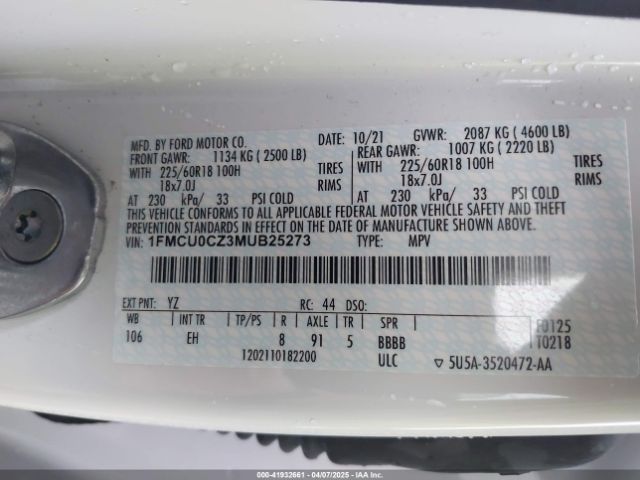 MFD. BY FORD MOTOR CO. DATE: 10/21 GVWR: 2087 KG ( 4600 LB)
FRONT GAWR: 1134 KG ( 2500 LB) REAR GAWR: 1007 KG ( 2220 LB)
WITH 225/60R18 100H TIRES WITH 225/60R18 100H TIRES
18x7.0J RIMS 18x7.0J RIMS
AT 230 kPa/ 33 PSI COLD AT 230 kPa/ 33 PSI COLD
THIS VEHICLE CONFORMS TO ALL APPLICABLE FEDERAL MOTOR VEHICLE SAFETY AND THEFT
PREVENTION STANDARDS IN EFFECT ON THE DATE OF MANUFACTURE SHOWN ABOVE.
VIN: 1FMCU0CZ3MUB25273 TYPE: MPV
EXT PNT: YZ RC: 44 DSO:
WB INT TR TP/PS R AXLE TR SPR F0125
106 EH 8 91 5 BBBB T0218
1202110182200 ULC ▽ 5U5A-3520472-AA
000-41932661 - 04/07/2025 - IAAI.COM